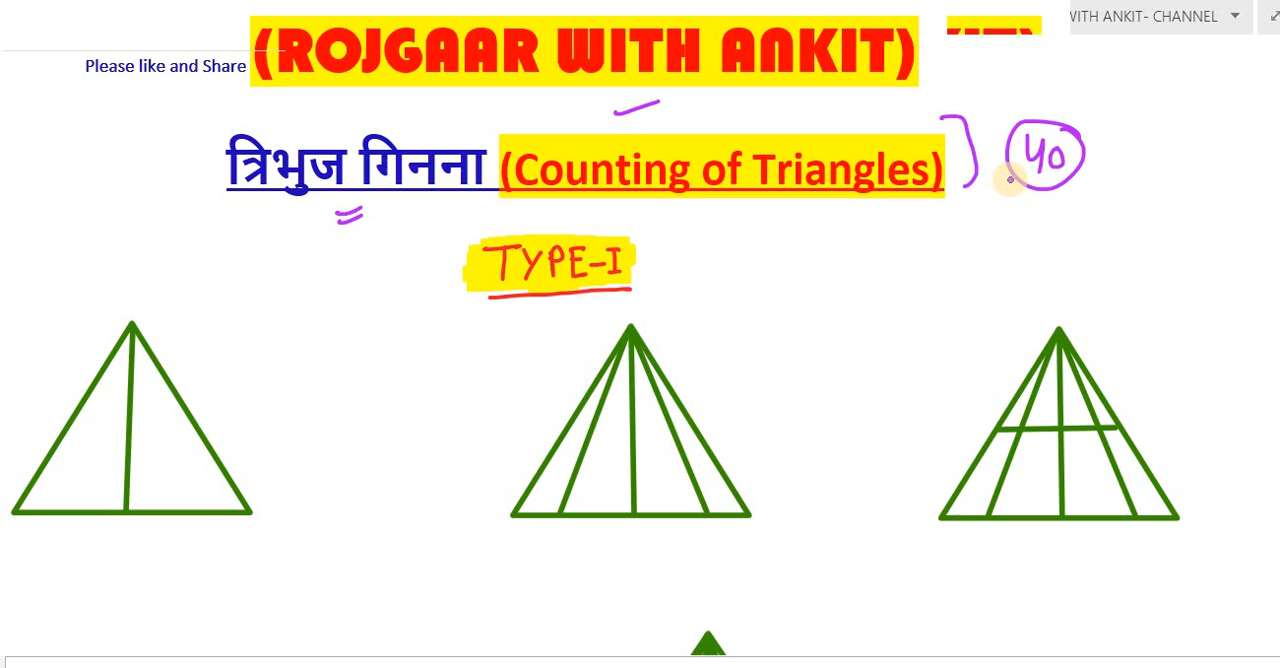 WITH ANKIT- CHANNEL
(ROJGAAR WITH ANKIT)
Please like and Share
त्रिभुज गिनना (Counting of Triangles)
40
TYPE-I